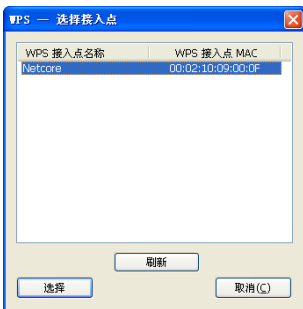 WPS — 选择接入点
WPS 接入点名称 WPS 接入点 MAC
Netcore 00:02:10:09:00:0F
刷新
选择 取消(C)